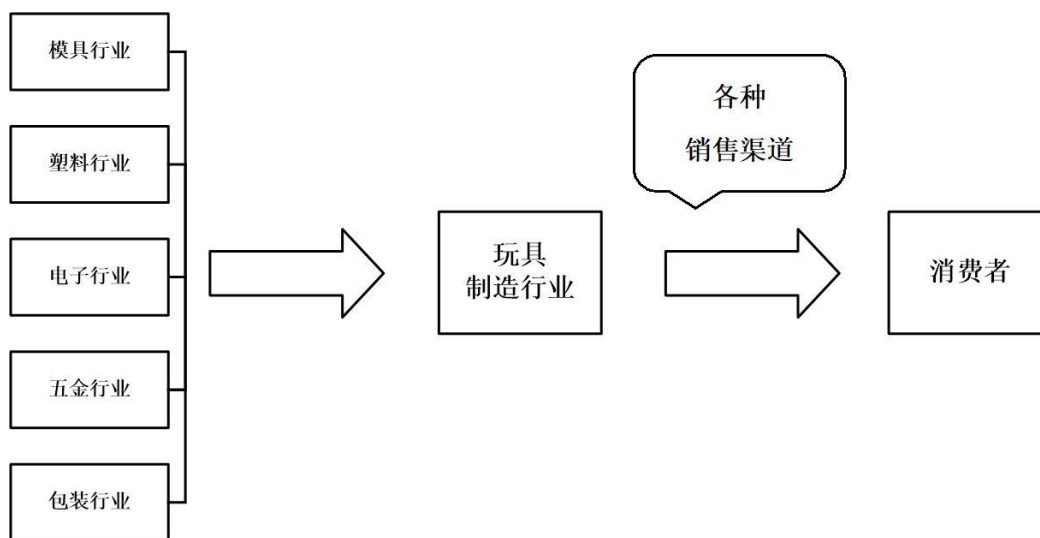 模具行业
塑料行业
电子行业
五金行业
包装行业
玩具
制造行业
各种
销售渠道
消费者